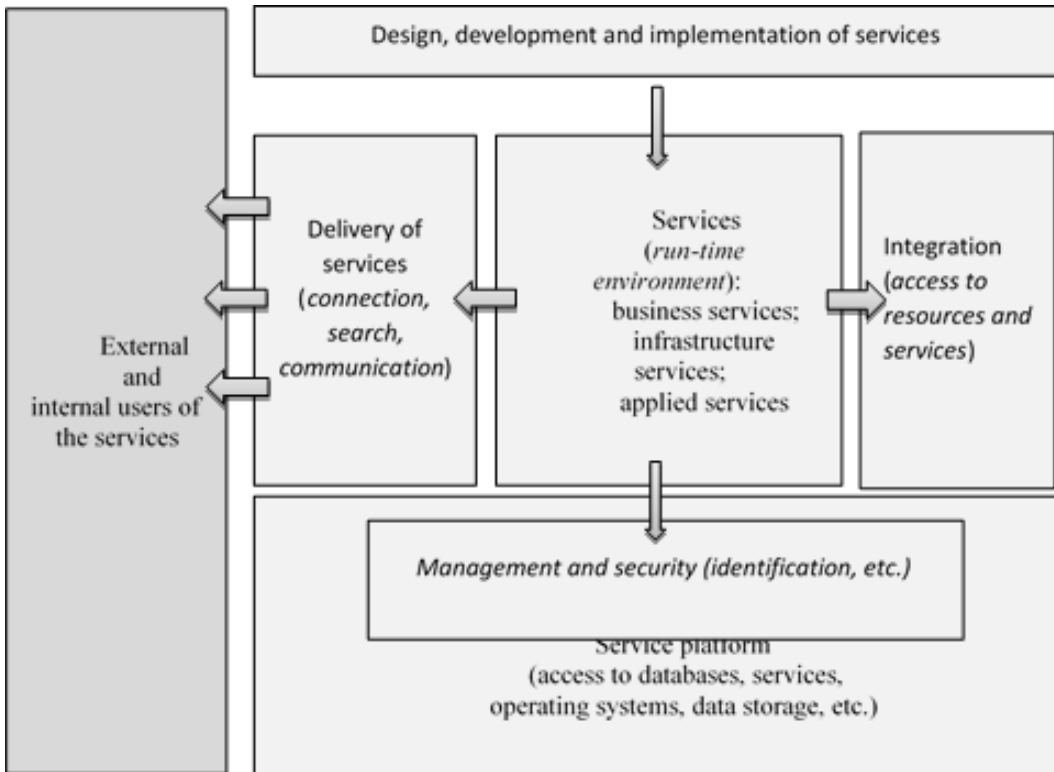 Design, development and implementation of services
Delivery of
services
(connection,
search,
communication)
Services
(run-time
environment):
business services;
infrastructure
services;
applied services
Integration
(access to
resources and
services)
External
and
internal users of
the services
Management and security (identification, etc.)
Service platform
(access to databases, services,
operating systems, data storage, etc.)